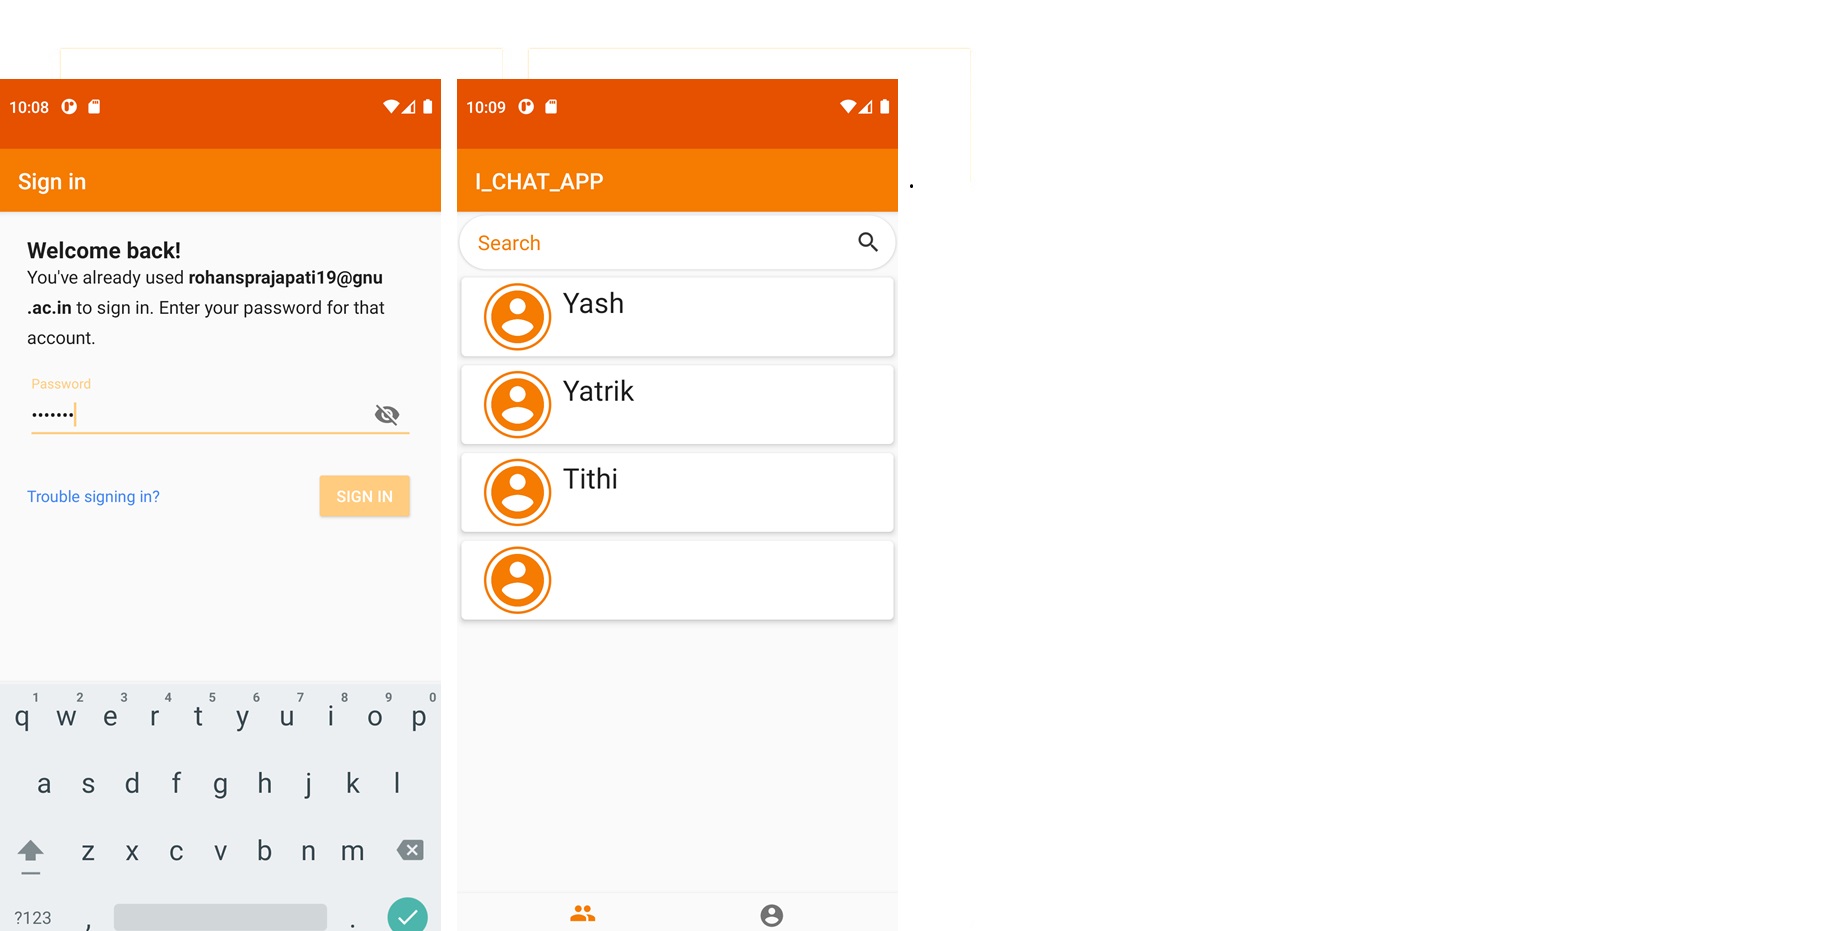 10:08
Sign in
Welcome back!
You've already used rohansprajapati19@gnu
.ac.in to sign in. Enter your password for that
account.
Password
•••••••
Trouble signing in?
SIGN IN
1 2 3 4 5 6 7 8 9 0
q w e r t y u i o p
a s d f g h j k l
z x c v b n m
?123 , .
10:09
I_CHAT_APP
Search
Yash
Yatrik
Tithi
.